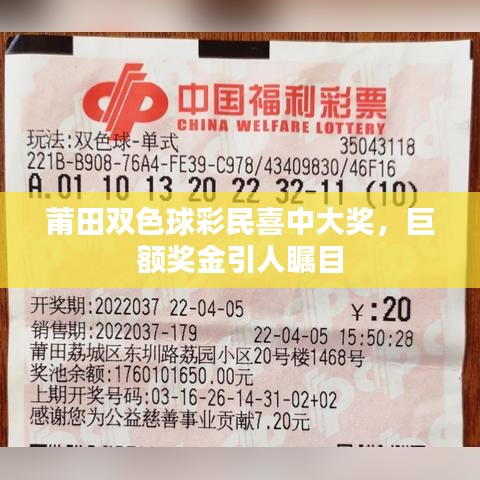 中国福利彩票
CHINA WELFARE LOTTERY
玩法:双色球-单式 35043118
221B-B908-76A4-FE39-C978/43409830/46F16
A.01 10 13 20 22 32-11 (10)
莆田双色球彩民喜中大奖，巨
额奖金引人瞩目
开奖期:2022037 22-04-05 ¥:20
销售期:2022037-179 22-04-05 15:50:28
莆田荔城区东圳路荔园小区20号楼1468号
奖池余额:1760101650.00元
上期开奖号码:03-16-26-14-31-02+02
感谢您为公益慈善事业贡献7.20元